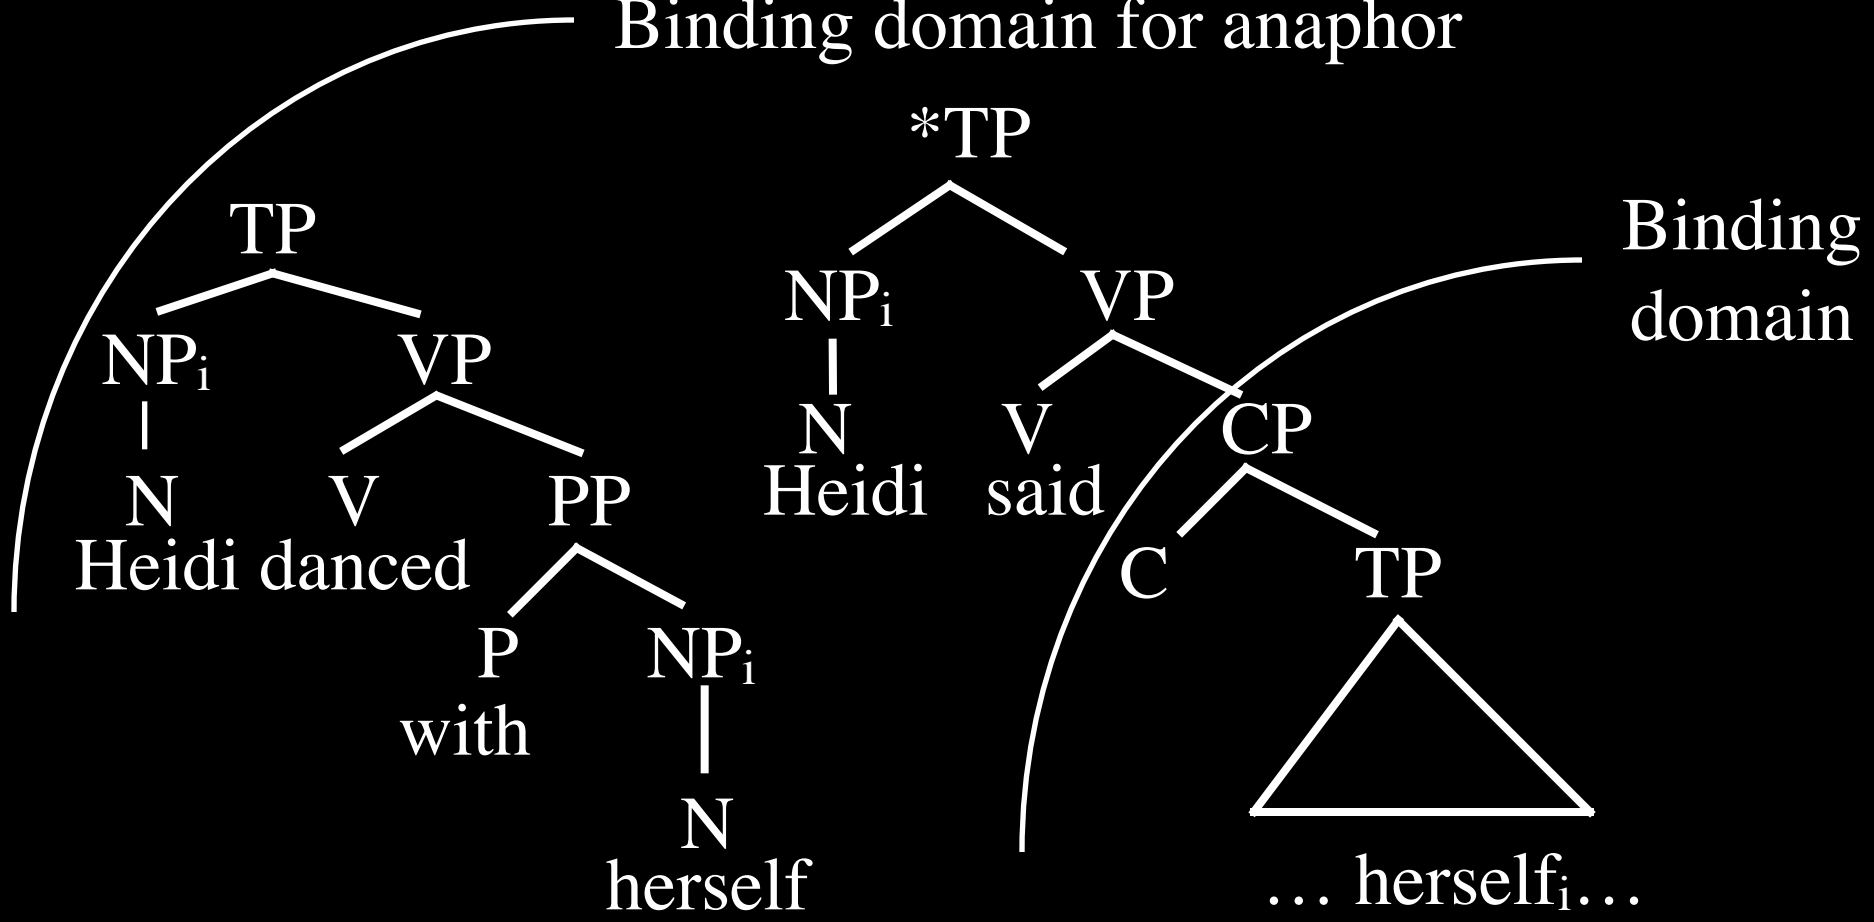 Binding domain for anaphor
TP
NPᵢ VP
N V PP
Heidi danced
P NPᵢ
with
N
herself
*TP
NPᵢ VP
N V CP
Heidi said
C TP
… herselfᵢ…
Binding
domain